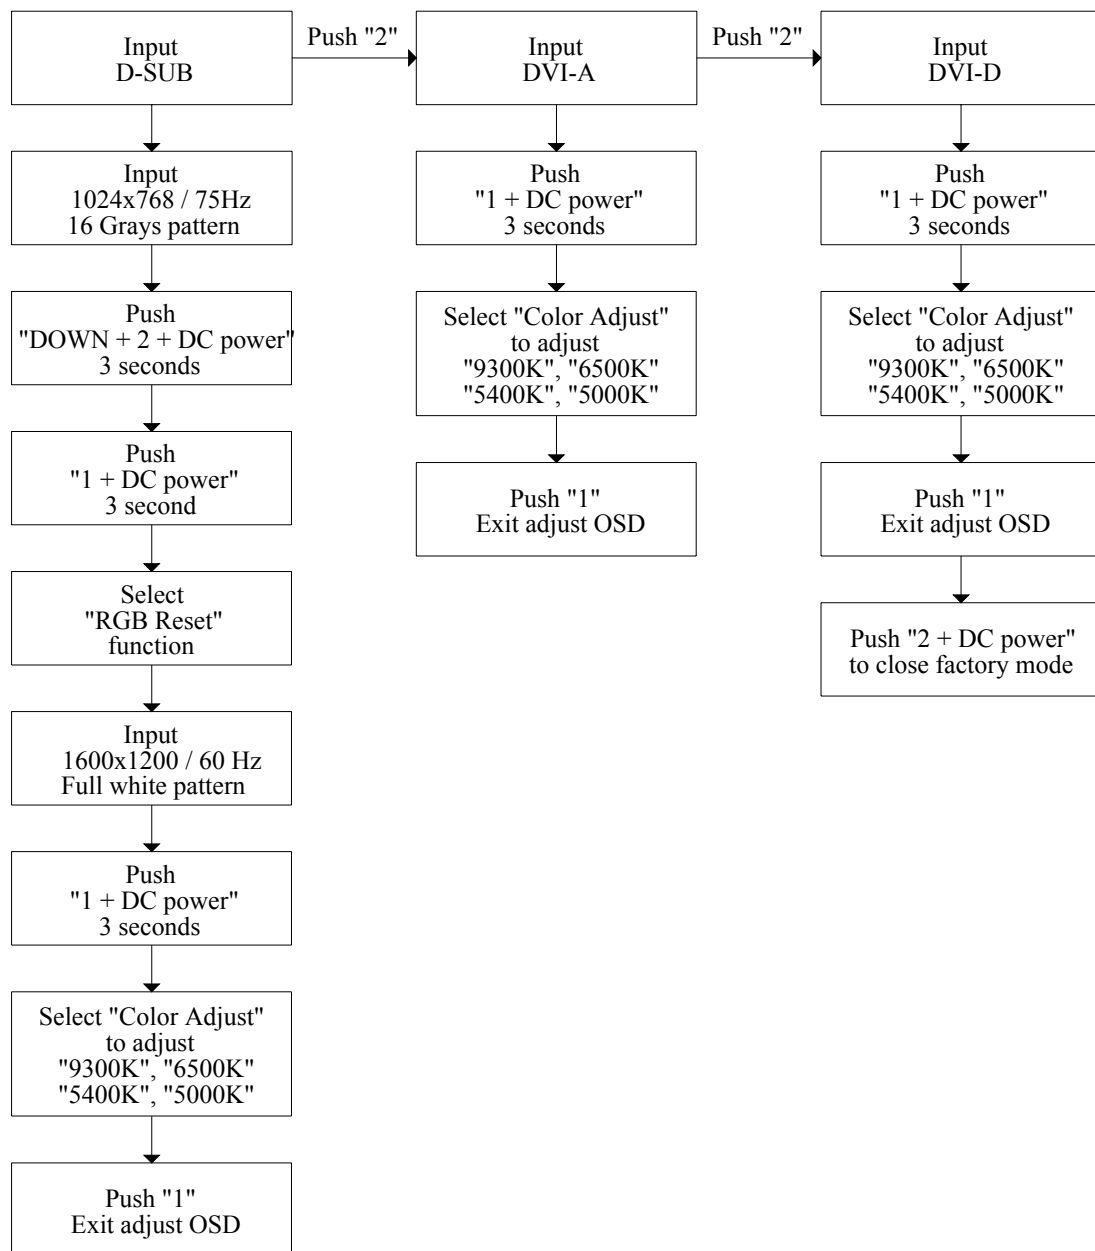 Input
D-SUB
Push "2"
Input
DVI-A
Push "2"
Input
DVI-D
Input
1024x768 / 75Hz
16 Grays pattern
Push
"DOWN + 2 + DC power"
3 seconds
Push
"1 + DC power"
3 second
Select
"RGB Reset"
function
Input
1600x1200 / 60 Hz
Full white pattern
Push
"1 + DC power"
3 seconds
Select "Color Adjust"
to adjust
"9300K", "6500K"
"5400K", "5000K"
Push "1"
Exit adjust OSD
Push
"1 + DC power"
3 seconds
Select "Color Adjust"
to adjust
"9300K", "6500K"
"5400K", "5000K"
Push "1"
Exit adjust OSD
Push
"1 + DC power"
3 seconds
Select "Color Adjust"
to adjust
"9300K", "6500K"
"5400K", "5000K"
Push "1"
Exit adjust OSD
Push "2 + DC power"
to close factory mode